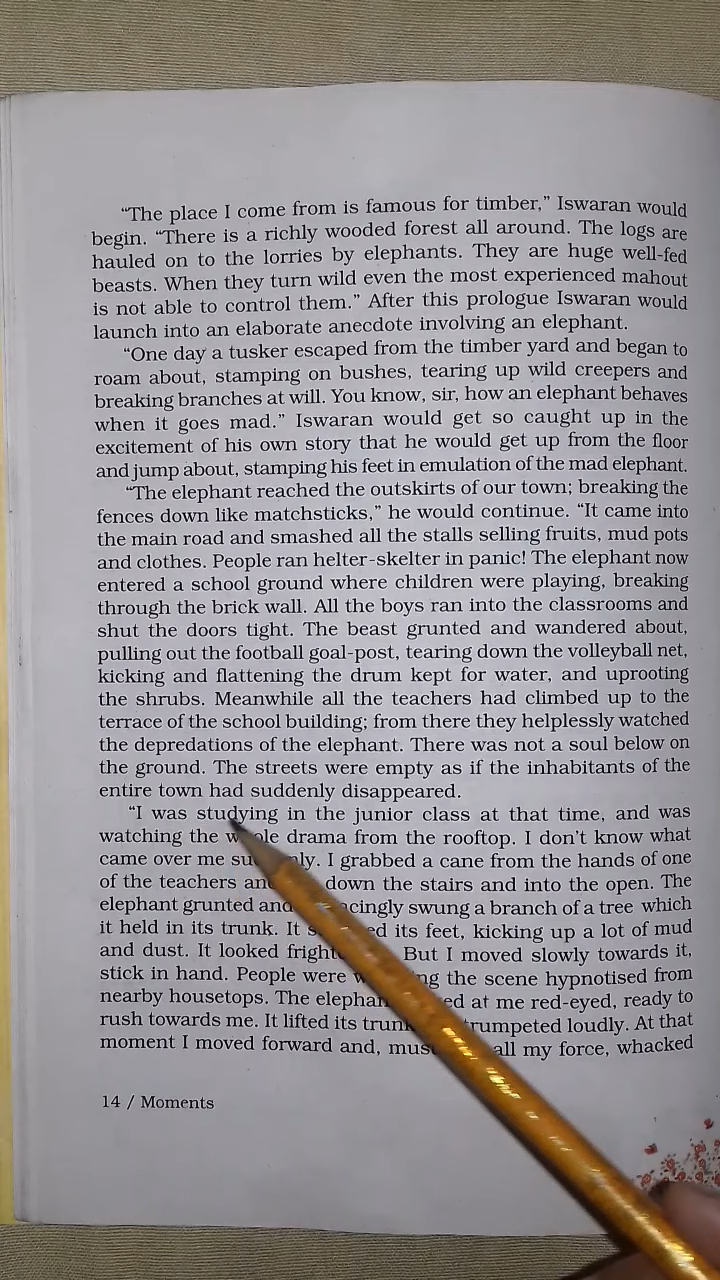 “The place I come from is famous for timber,” Iswaran would
begin. “There is a richly wooded forest all around. The logs are
hauled on to the lorries by elephants. They are huge well-fed
beasts. When they turn wild even the most experienced mahout
is not able to control them.” After this prologue Iswaran would
launch into an elaborate anecdote involving an elephant.
“One day a tusker escaped from the timber yard and began to
roam about, stamping on bushes, tearing up wild creepers and
breaking branches at will. You know, sir, how an elephant behaves
when it goes mad.” Iswaran would get so caught up in the
excitement of his own story that he would get up from the floor
and jump about, stamping his feet in emulation of the mad elephant.
“The elephant reached the outskirts of our town; breaking the
fences down like matchsticks,” he would continue. “It came into
the main road and smashed all the stalls selling fruits, mud pots
and clothes. People ran helter-skelter in panic! The elephant now
entered a school ground where children were playing, breaking
through the brick wall. All the boys ran into the classrooms and
shut the doors tight. The beast grunted and wandered about,
pulling out the football goal-post, tearing down the volleyball net,
kicking and flattening the drum kept for water, and uprooting
the shrubs. Meanwhile all the teachers had climbed up to the
terrace of the school building; from there they helplessly watched
the depredations of the elephant. There was not a soul below on
the ground. The streets were empty as if the inhabitants of the
entire town had suddenly disappeared.
“I was studying in the junior class at that time, and was
watching the whole drama from the rooftop. I don’t know what
came over me suddenly. I grabbed a cane from the hands of one
of the teachers and down the stairs and into the open. The
elephant grunted and menacingly swung a branch of a tree which
it held in its trunk. It its feet, kicking up a lot of mud
and dust. It looked But I moved slowly towards it,
stick in hand. People were the scene hypnotised from
nearby housetops. The elephant at me red-eyed, ready to
rush towards me. It lifted its trunk trumpeted loudly. At that
moment I moved forward and, all my force, whacked
14 / Moments